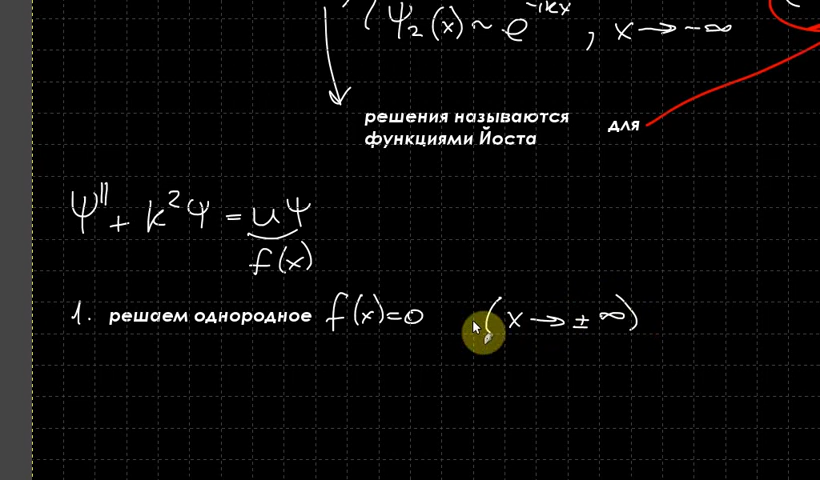 ( Ψ₂(x) ~ e^-ikx , x → -∞
решения называются
функциями Йоста
для
Ψ'' + k²Ψ = uΨ
f(x)
1. решаем однородное f(x)=0 (x → ±∞)